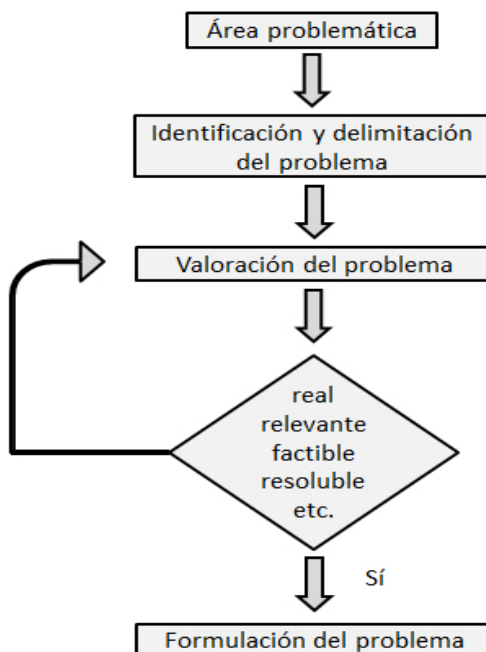 Área problemática
Identificación y delimitación
del problema
Valoración del problema
real
relevante
factible
resoluble
etc.
Sí
Formulación del problema